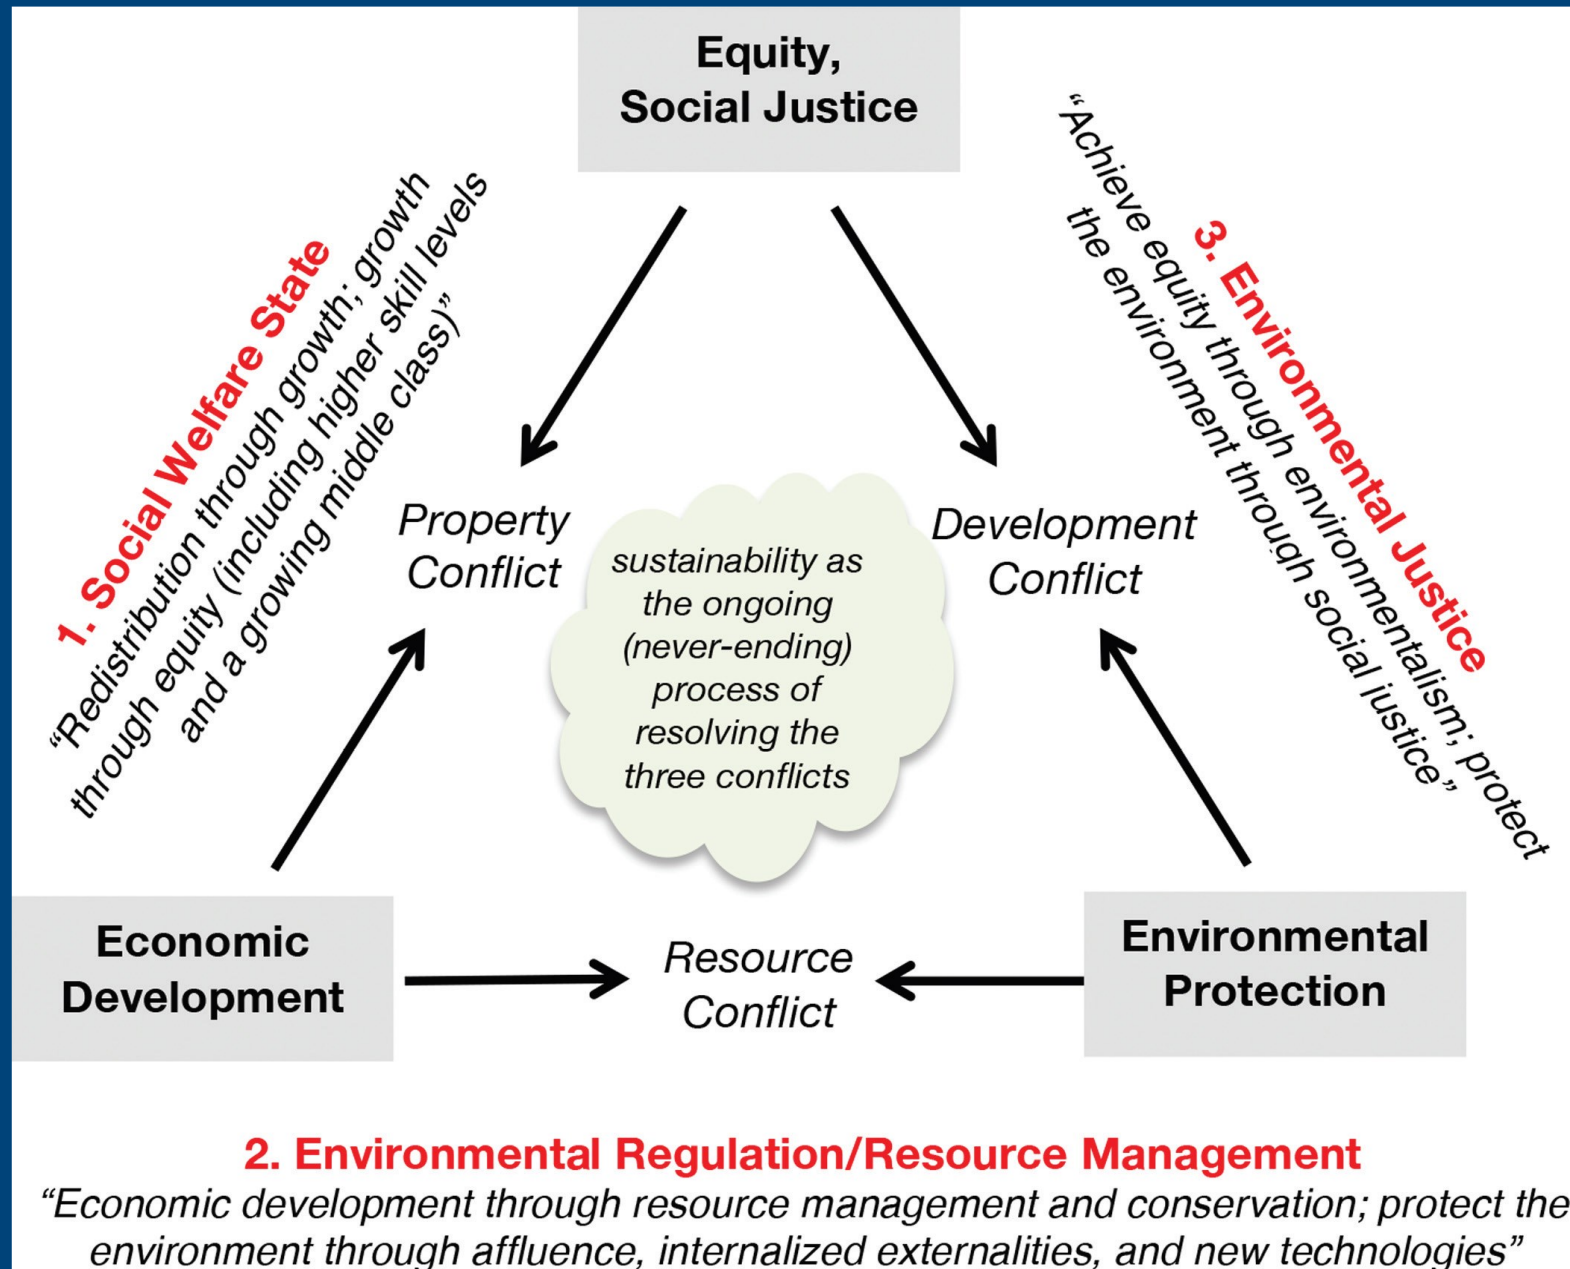 Equity,
Social Justice
1. Social Welfare State
“Redistribution through growth; growth
through equity (including higher skill levels
and a growing middle class)”
3. Environmental Justice
“Achieve equity through environmentalism; protect
the environment through social justice”
Property
Conflict
sustainability as
the ongoing
(never-ending)
process of
resolving the
three conflicts
Development
Conflict
Economic
Development
Resource
Conflict
Environmental
Protection
2. Environmental Regulation/Resource Management
“Economic development through resource management and conservation; protect the
environment through affluence, internalized externalities, and new technologies”